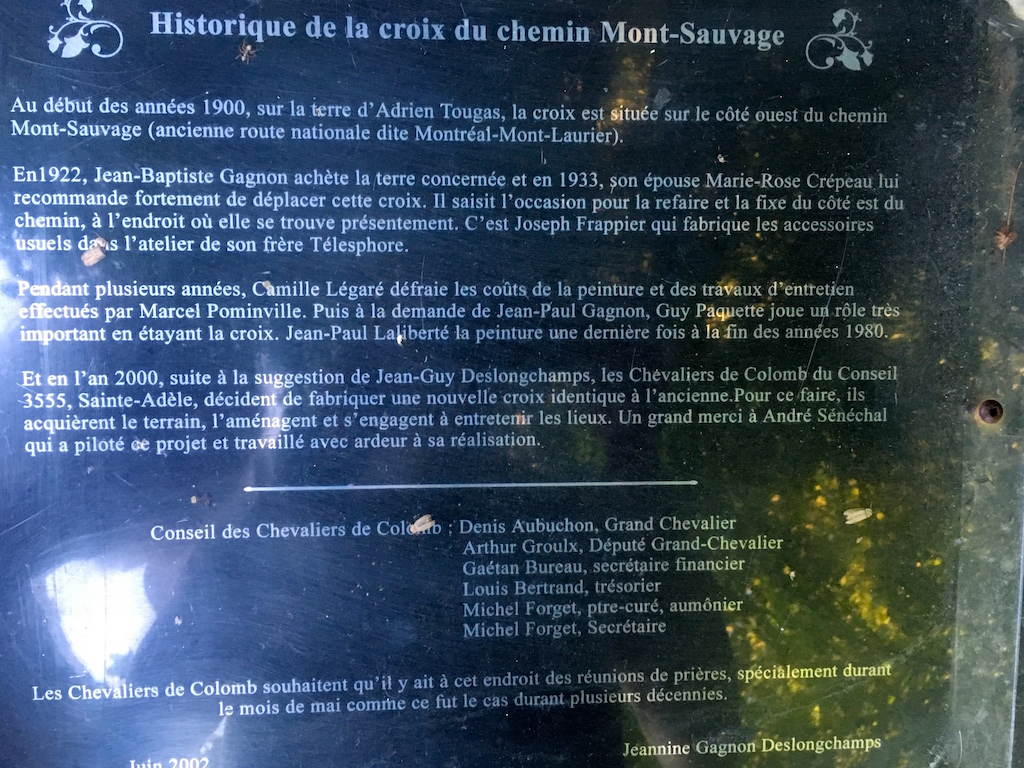 Historique de la croix du chemin Mont-Sauvage
Au début des années 1900, sur la terre d'Adrien Tougas, la croix est située sur le côté ouest du chemin
Mont-Sauvage (ancienne route nationale dite Montréal-Mont-Laurier).
En1922, Jean-Baptiste Gagnon achète la terre concernée et en 1933, son épouse Marie-Rose Crépeau lui
recommande fortement de déplacer cette croix. Il saisit l'occasion pour la refaire et la fixe du côté est du
chemin, à l'endroit où elle se trouve présentement. C'est Joseph Frappier qui fabrique les accessoires
usuels dans l'atelier de son frère Télesphore.
Pendant plusieurs années, Camille Légaré défraie les coûts de la peinture et des travaux d'entretien
effectués par Marcel Pominville. Puis à la demande de Jean-Paul Gagnon, Guy Paquette joue un rôle très
important en étayant la croix. Jean-Paul Laliberté la peinture une dernière fois à la fin des années 1980.
Et en l'an 2000, suite à la suggestion de Jean-Guy Deslongchamps, les Chevaliers de Colomb du Conseil
3555, Sainte-Adèle, décident de fabriquer une nouvelle croix identique à l'ancienne.Pour ce faire, ils
acquièrent le terrain, l'aménagent et s'engagent à entretenir les lieux. Un grand merci à André Sénéchal
qui a piloté ce projet et travaillé avec ardeur à sa réalisation.
Conseil des Chevaliers de Colomb : Denis Aubuchon, Grand Chevalier
Arthur Groulx, Député Grand-Chevalier
Gaétan Bureau, secrétaire financier
Louis Bertrand, trésorier
Michel Forget, ptre-curé, aumônier
Michel Forget, Secrétaire
Les Chevaliers de Colomb souhaitent qu'il y ait à cet endroit des réunions de prières, spécialement durant
le mois de mai comme ce fut le cas durant plusieurs décennies.
Jeannine Gagnon Deslongchamps
Juin 2002